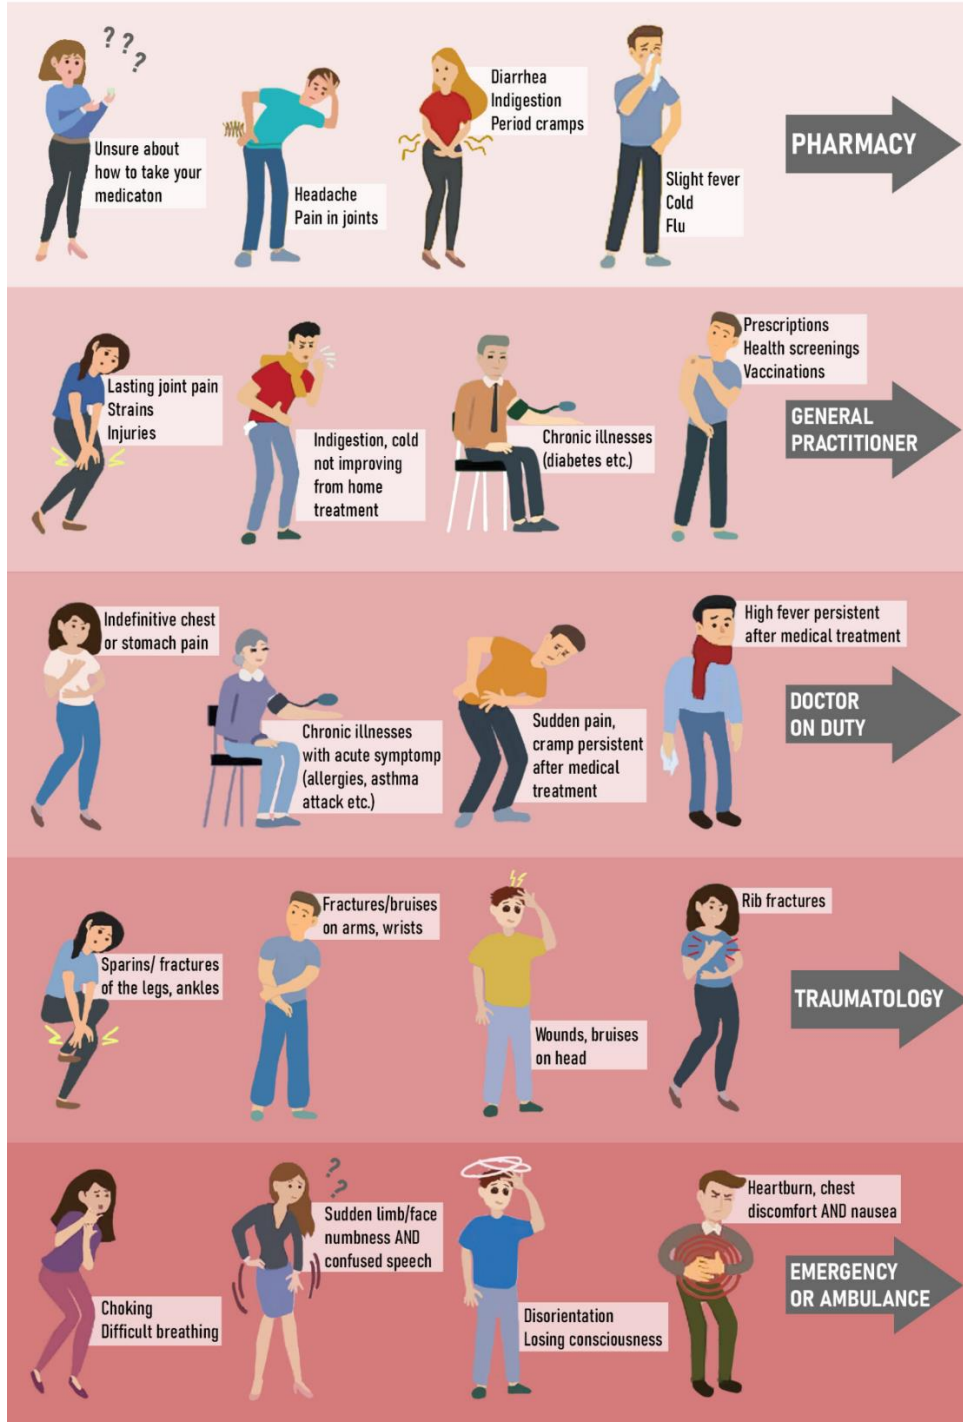 ? ? ?
Unsure about
how to take your
medicaton
Headache
Pain in joints
Diarrhea
Indigestion
Period cramps
Slight fever
Cold
Flu
PHARMACY
Lasting joint pain
Strains
Injuries
Indigestion, cold
not improving
from home
treatment
Chronic illnesses
(diabetes etc.)
Prescriptions
Health screenings
Vaccinations
GENERAL
PRACTITIONER
Indefinitive chest
or stomach pain
Chronic illnesses
with acute symptomp
(allergies, asthma
attack etc.)
Sudden pain,
cramp persistent
after medical
treatment
High fever persistent
after medical treatment
DOCTOR
ON DUTY
Sparins/ fractures
of the legs, ankles
Fractures/bruises
on arms, wrists
Wounds, bruises
on head
Rib fractures
TRAUMATOLOGY
Choking
Difficult breathing
? ?
Sudden limb/face
numbness AND
confused speech
Disorientation
Losing consciousness
Heartburn, chest
discomfort AND nausea
EMERGENCY
OR AMBULANCE